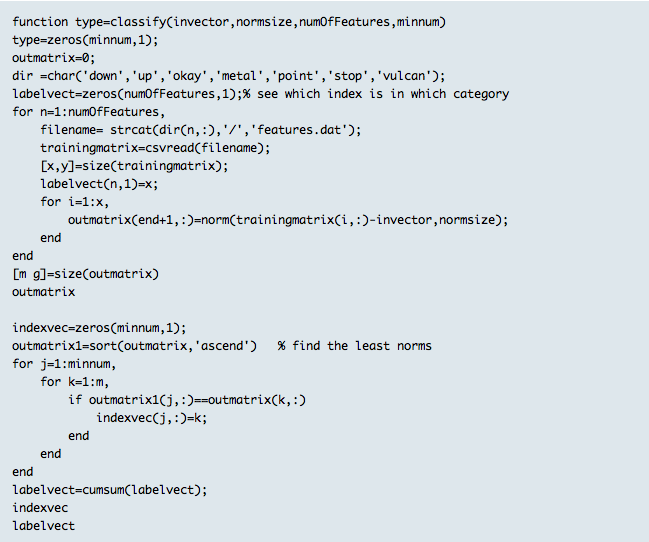 function type=classify(invector,normsize,numOfFeatures,minnum)
type=zeros(minnum,1);
outmatrix=0;
dir =char('down','up','okay','metal','point','stop','vulcan');
labelvect=zeros(numOfFeatures,1);% see which index is in which category
for n=1:numOfFeatures,
    filename= strcat(dir(n,:),'/','features.dat');
    trainingmatrix=csvread(filename);
    [x,y]=size(trainingmatrix);
    labelvect(n,1)=x;
    for i=1:x,
        outmatrix(end+1,:)=norm(trainingmatrix(i,:)-invector,normsize);
    end
end
[m g]=size(outmatrix)
outmatrix

indexvec=zeros(minnum,1);
outmatrix1=sort(outmatrix,'ascend')   % find the least norms
for j=1:minnum,
    for k=1:m,
        if outmatrix1(j,:)==outmatrix(k,:)
            indexvec(j,:)=k;
        end
    end
end
labelvect=cumsum(labelvect);
indexvec
labelvect